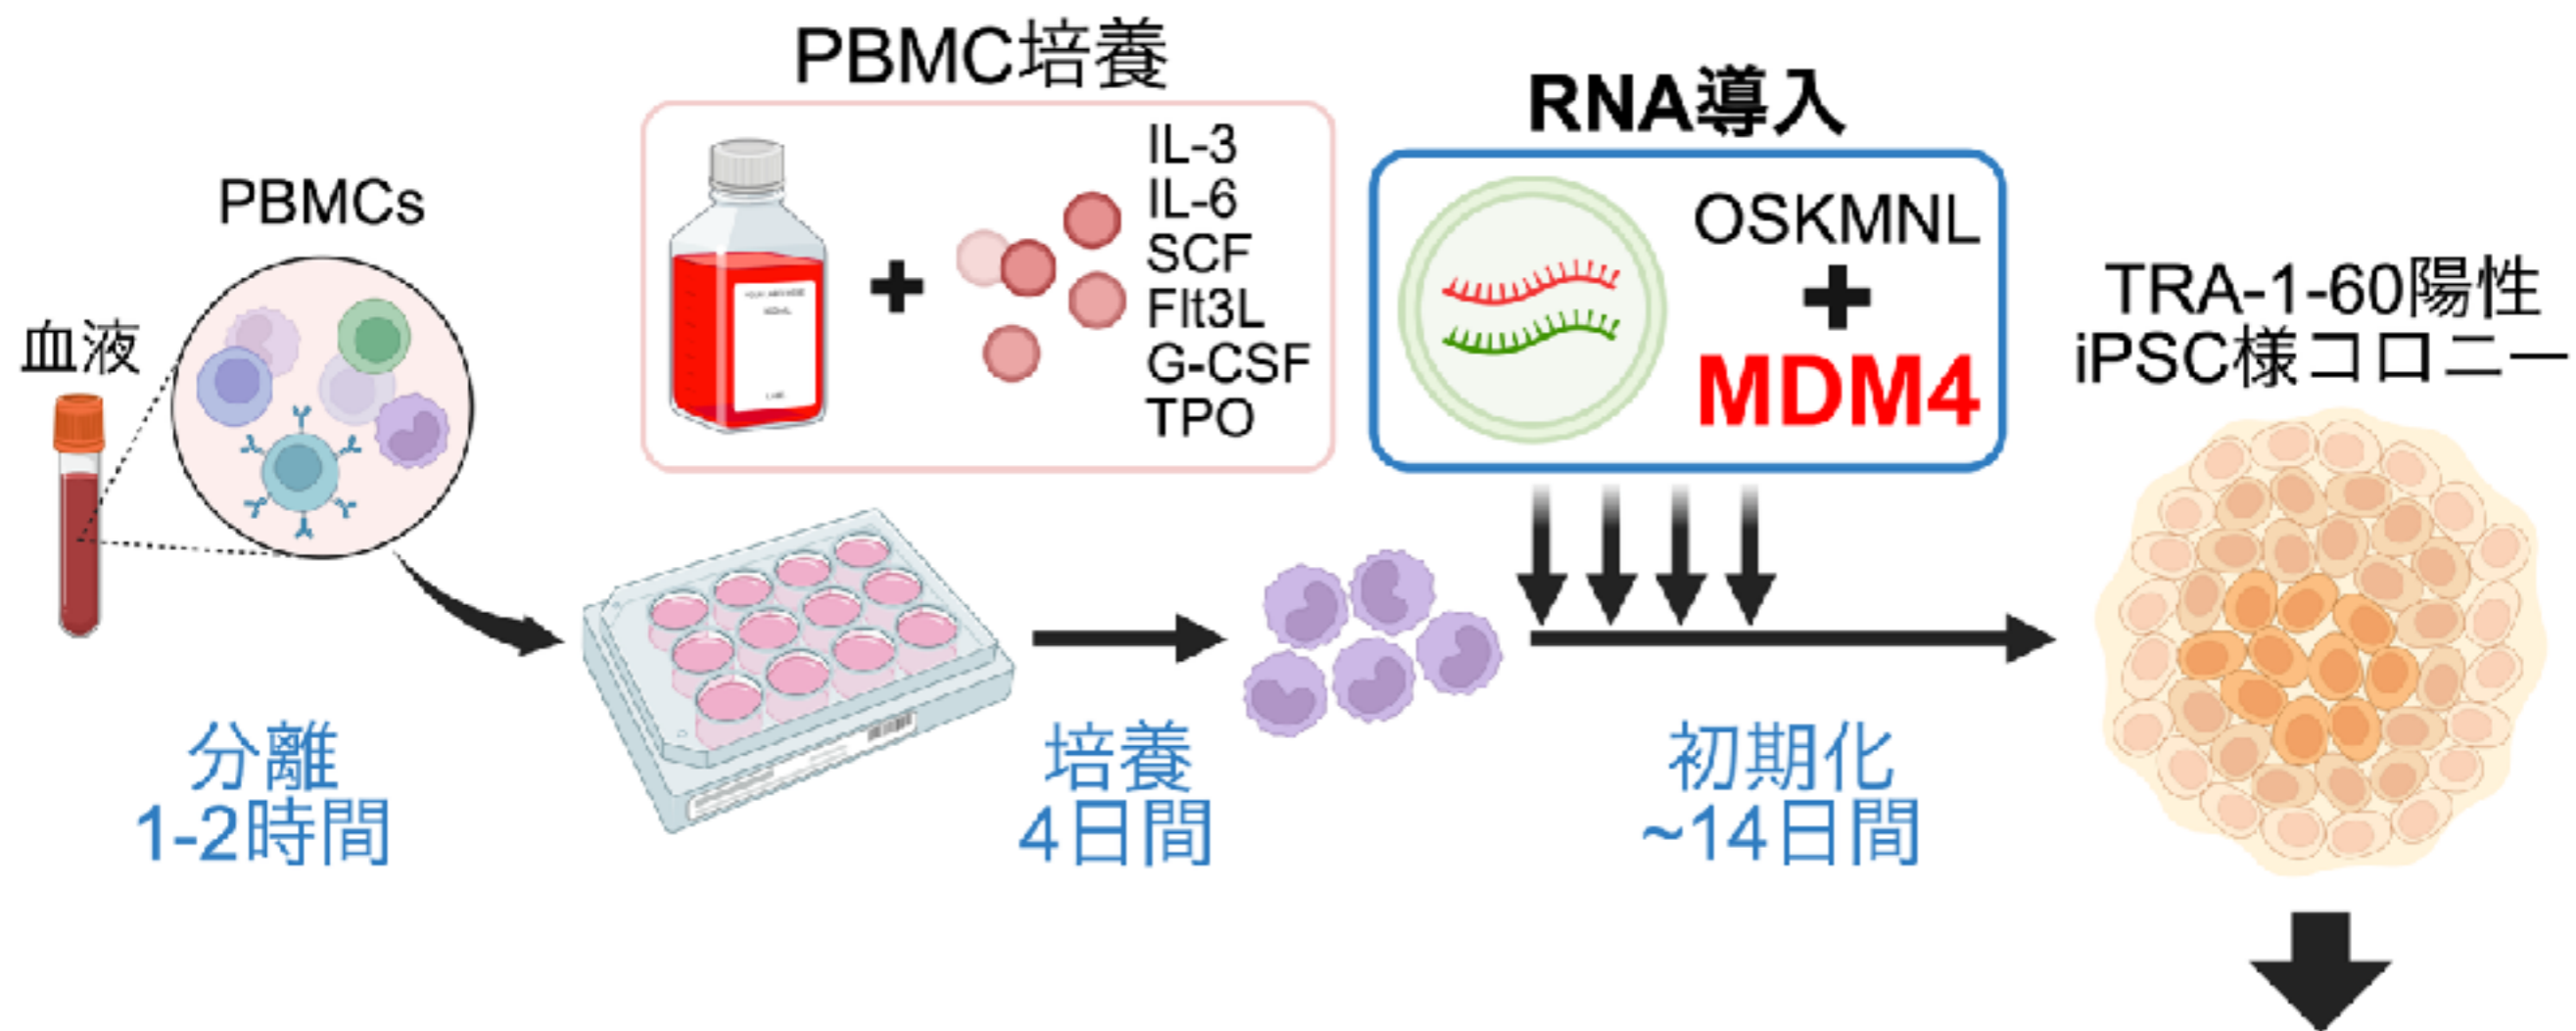 PBMC培養
RNA導入
PBMCs
血液
IL-3
IL-6
SCF
Flt3L
G-CSF
TPO
OSKMNL
+
MDM4
TRA-1-60陽性
iPSC様コロニー
分離
1-2時間
培養
4日間
初期化
~14日間